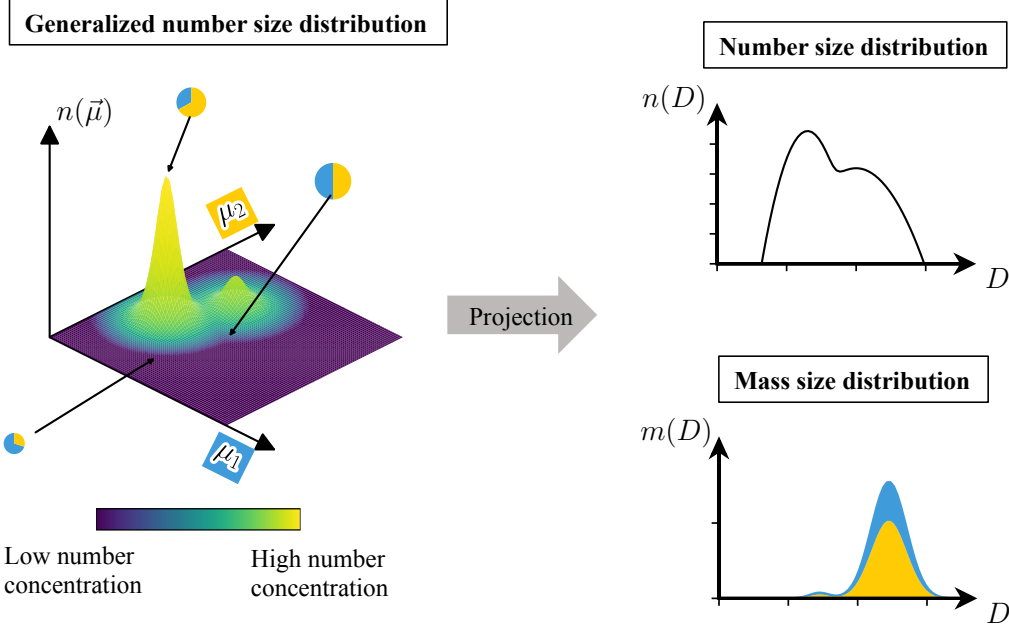 Generalized number size distribution
n(μ⃗)
μ₂
μ₁
Low number
concentration
High number
concentration
Projection
Number size distribution
n(D)
D
Mass size distribution
m(D)
D